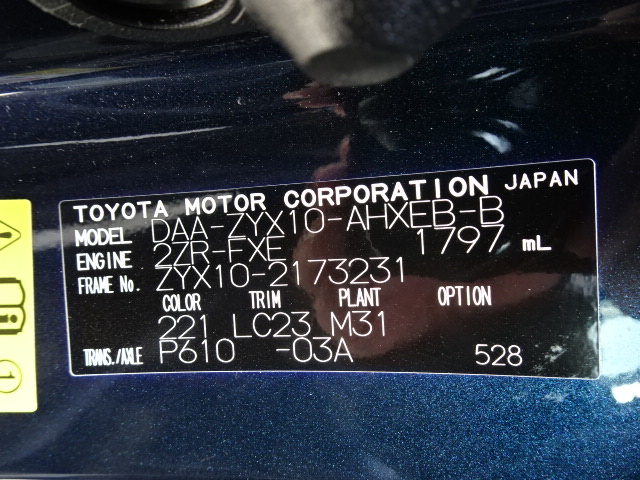 TOYOTA MOTOR CORPORATION JAPAN
MODEL DAA-ZYX10-AHXEB-B
ENGINE 2ZR-FXE 1797 mL
FRAME No. ZYX10-2173231
COLOR TRIM PLANT OPTION
221 LC23 M31
TRANS./AXLE P610 -03A 528
1